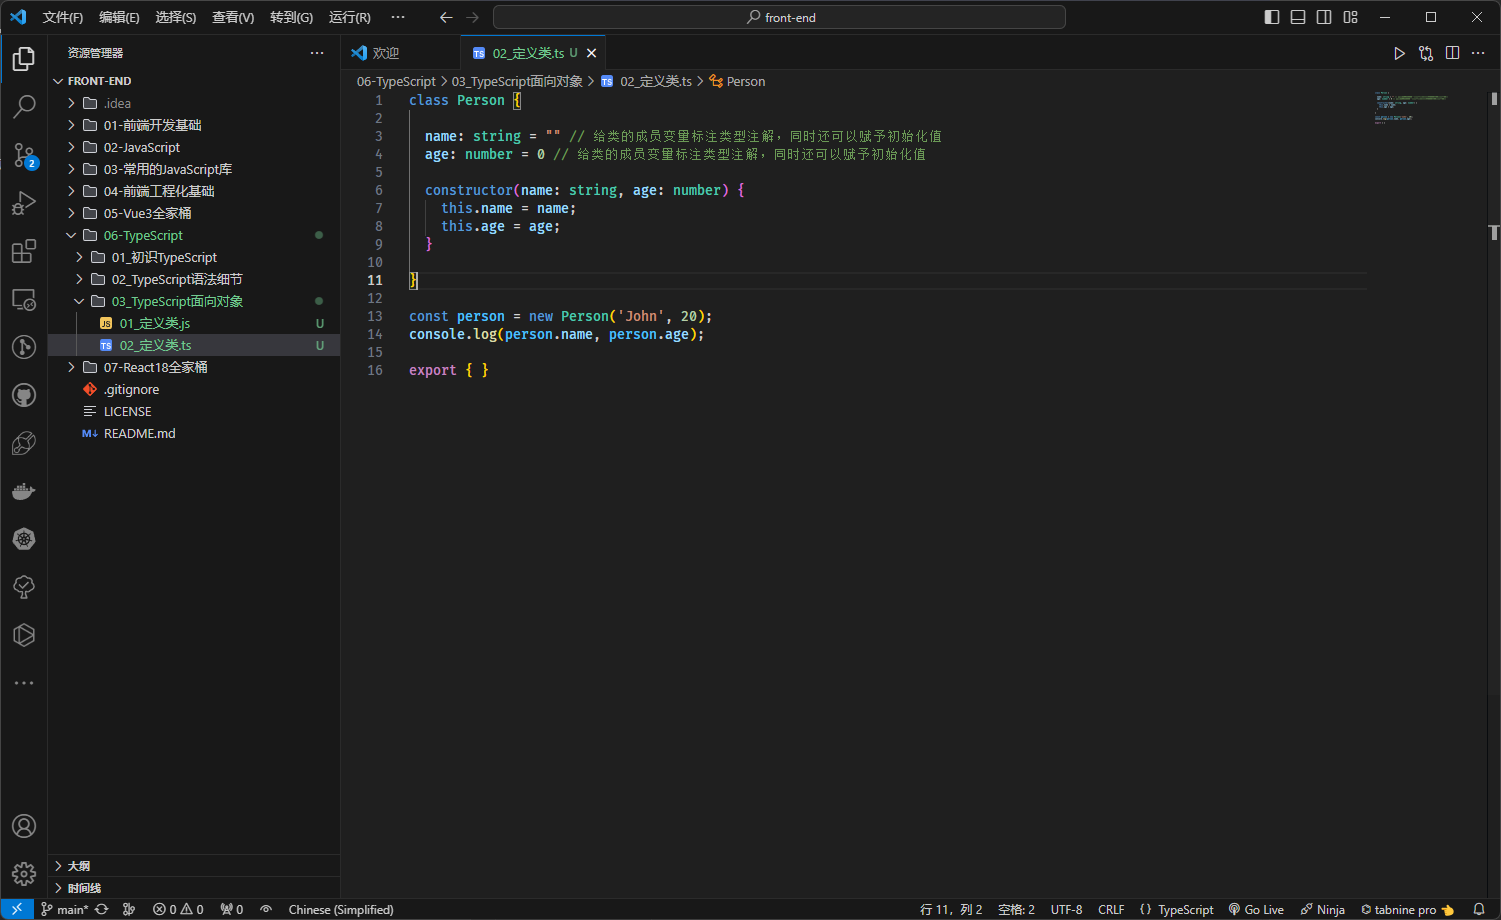 文件(F) 编辑(E) 选择(S) 查看(V) 转到(G) 运行(R) ··· front-end
资源管理器 ···
欢迎
TS 02_定义类.ts U
FRONT-END
06-TypeScript > 03_TypeScript面向对象 > TS 02_定义类.ts > Person
.idea
01-前端开发基础
02-JavaScript
03-常用的JavaScript库
04-前端工程化基础
05-Vue3全家桶
06-TypeScript
01_初识TypeScript
02_TypeScript语法细节
03_TypeScript面向对象
JS 01_定义类.js U
TS 02_定义类.ts U
07-React18全家桶
.gitignore
LICENSE
M↓ README.md
2
大纲
时间线
1 class Person {
2
3 name: string = "" // 给类的成员变量标注类型注解，同时还可以赋予初始化值
4 age: number = 0 // 给类的成员变量标注类型注解，同时还可以赋予初始化值
5
6 constructor(name: string, age: number) {
7 this.name = name;
8 this.age = age;
9 }
10
11 }
12
13 const person = new Person('John', 20);
14 console.log(person.name, person.age);
15
16 export { }
main* 0 0 0 Chinese (Simplified) 行 11，列 2 空格: 2 UTF-8 CRLF {} TypeScript Go Live Ninja tabnine pro